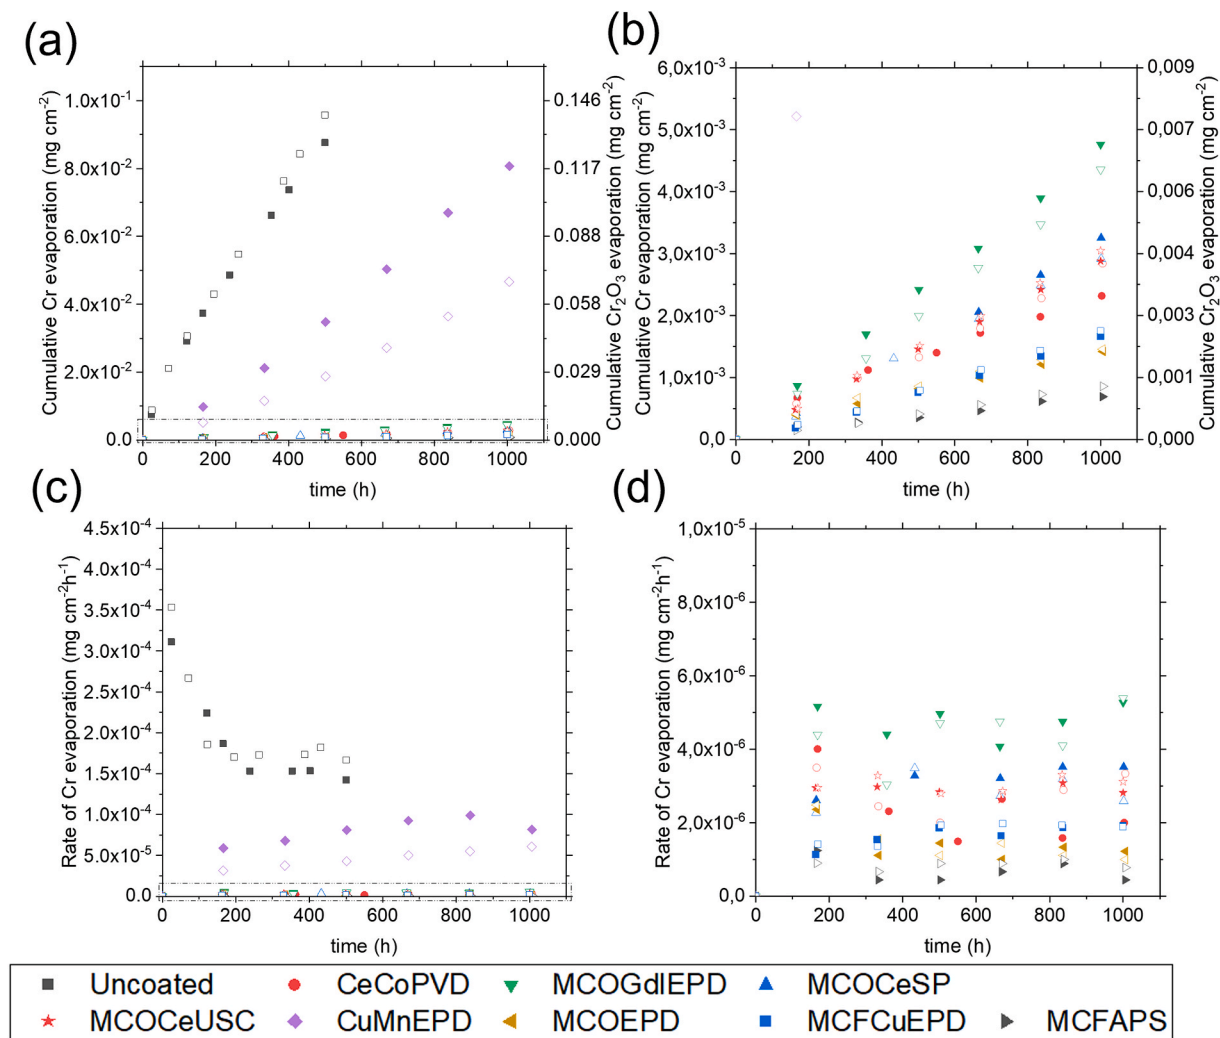 (a)
Cumulative Cr evaporation (mg cm⁻²)
1.0x10⁻¹
8.0x10⁻²
6.0x10⁻²
4.0x10⁻²
2.0x10⁻²
0.0
0 200 400 600 800 1000
time (h)
0.146
0.117
0.088
0.058
0.029
0.000
Cumulative Cr₂O₃ evaporation (mg cm⁻²)
(b)
Cumulative Cr evaporation (mg cm⁻²)
6,0x10⁻³
5,0x10⁻³
4,0x10⁻³
3,0x10⁻³
2,0x10⁻³
1,0x10⁻³
0,0
0 200 400 600 800 1000
time (h)
0,009
0,007
0,006
0,004
0,003
0,001
0,000
Cumulative Cr₂O₃ evaporation (mg cm⁻²)
(c)
Rate of Cr evaporation (mg cm⁻²h⁻¹)
4.5x10⁻⁴
4.0x10⁻⁴
3.5x10⁻⁴
3.0x10⁻⁴
2.5x10⁻⁴
2.0x10⁻⁴
1.5x10⁻⁴
1.0x10⁻⁴
5.0x10⁻⁵
0.0
0 200 400 600 800 1000
time (h)
(d)
Rate of Cr evaporation (mg cm⁻²h¹)
1,0x10⁻⁵
8,0x10⁻⁶
6,0x10⁻⁶
4,0x10⁻⁶
2,0x10⁻⁶
0,0
0 200 400 600 800 1000
time (h)
Uncoated CeCoPVD MCOGdIEPD MCOCeSP
MCOCeUSC CuMnEPD MCOEPD MCFCuEPD MCFAPS